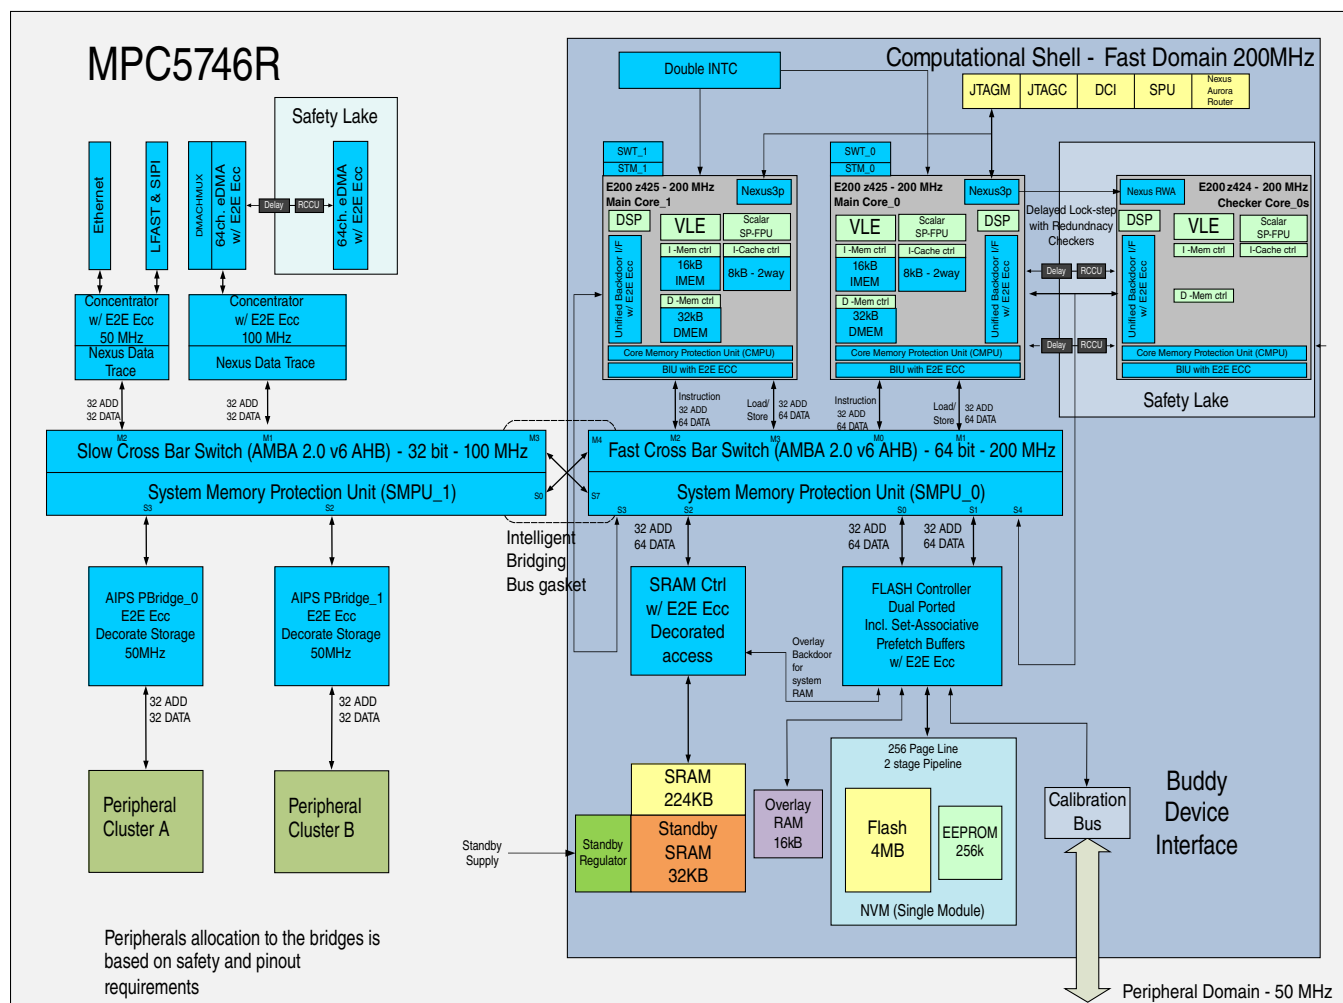 MPC5746R
Computational Shell - Fast Domain 200MHz
Double INTC
JTAGM
JTAGC
DCI
SPU
Nexus
Aurora
Router
Safety Lake
Ethernet
LFAST & SIPI
DMACHMUX
64ch. eDMA
w/ E2E Ecc
Delay
RCCU
64ch. eDMA
w/ E2E Ecc
Concentrator
w/ E2E Ecc
50 MHz
Nexus Data
Trace
Concentrator
w/ E2E Ecc
100 MHz
Nexus Data Trace
32 ADD
32 DATA
32 ADD
32 DATA
SWT_1
STM_1
E200 z425 - 200 MHz
Main Core_1
Nexus3p
DSP
VLE
Scalar
SP-FPU
I -Mem ctrl
I-Cache ctrl
16kB
IMEM
8kB - 2way
D -Mem ctrl
32kB
DMEM
Unified Backdoor I/F
w/ E2E Ecc
Core Memory Protection Unit (CMPU)
BIU with E2E ECC
SWT_0
STM_0
E200 z425 - 200 MHz
Main Core_0
Nexus3p
VLE
Scalar
SP-FPU
DSP
I -Mem ctrl
I-Cache ctrl
16kB
IMEM
8kB - 2way
D -Mem ctrl
32kB
DMEM
Unified Backdoor I/F
w/ E2E Ecc
Core Memory Protection Unit (CMPU)
BIU with E2E ECC
Delayed Lock-step
with Redundnacy
Checkers
Delay
RCCU
Delay
RCCU
Nexus RWA
E200 z424 - 200 MHz
Checker Core_0s
DSP
VLE
Scalar
SP-FPU
I -Mem ctrl
I-Cache ctrl
D -Mem ctrl
Unified Backdoor I/F
w/ E2E Ecc
Core Memory Protection Unit (CMPU)
BIU with E2E ECC
Safety Lake
Instruction
32 ADD
64 DATA
Load/
Store
32 ADD
64 DATA
Instruction
32 ADD
64 DATA
Load/
Store
32 ADD
64 DATA
M2
M1
M3
Slow Cross Bar Switch (AMBA 2.0 v6 AHB) - 32 bit - 100 MHz
System Memory Protection Unit (SMPU_1)
S0
S3
S2
M4
M2
M3
M0
M1
Fast Cross Bar Switch (AMBA 2.0 v6 AHB) - 64 bit - 200 MHz
System Memory Protection Unit (SMPU_0)
S7
S3
S2
S0
S1
S4
Intelligent
Bridging
Bus gasket
32 ADD
64 DATA
32 ADD
64 DATA
32 ADD
64 DATA
AIPS PBridge_0
E2E Ecc
Decorate Storage
50MHz
AIPS PBridge_1
E2E Ecc
Decorate Storage
50MHz
SRAM Ctrl
w/ E2E Ecc
Decorated
access
Overlay
Backdoor
for
system
RAM
FLASH Controller
Dual Ported
Incl. Set-Associative
Prefetch Buffers
w/ E2E Ecc
32 ADD
32 DATA
32 ADD
32 DATA
Peripheral
Cluster A
Peripheral
Cluster B
Standby
Supply
Standby
Regulator
SRAM
224KB
Standby
SRAM
32KB
Overlay
RAM
16kB
256 Page Line
2 stage Pipeline
Flash
4MB
EEPROM
256k
NVM (Single Module)
Calibration
Bus
Buddy
Device
Interface
Peripherals allocation to the bridges is
based on safety and pinout
requirements
Peripheral Domain - 50 MHz